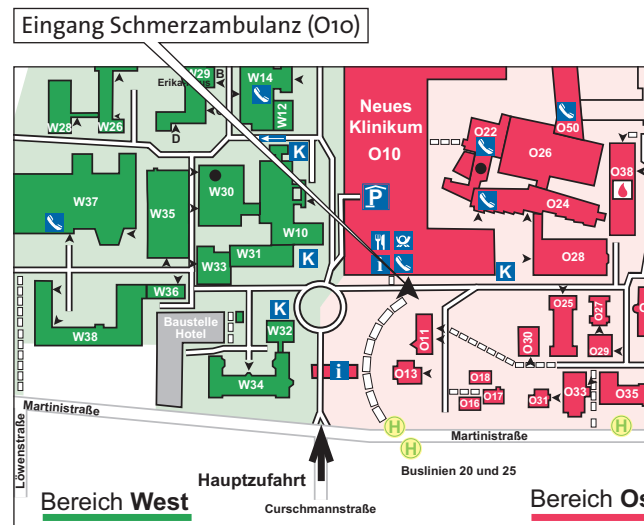 Eingang Schmerzambulanz (O10)
W29
B
W14
Erika
W12
W28
W26
D
K
Neues
Klinikum
O10
P
O22
O50
O26
O38
O24
O28
W37
W35
W30
W10
W31
W33
K
i
K
W36
W38
Baustelle
Hotel
K
W32
W34
i
O11
O13
O25
O27
O30
O29
O18
O17
O16
O31
O33
O35
Martinistraße
H
H
H
Martinistraße
Löwenstraße
Hauptzufahrt
Buslinien 20 und 25
Curschmannstraße
Bereich West
Bereich Os